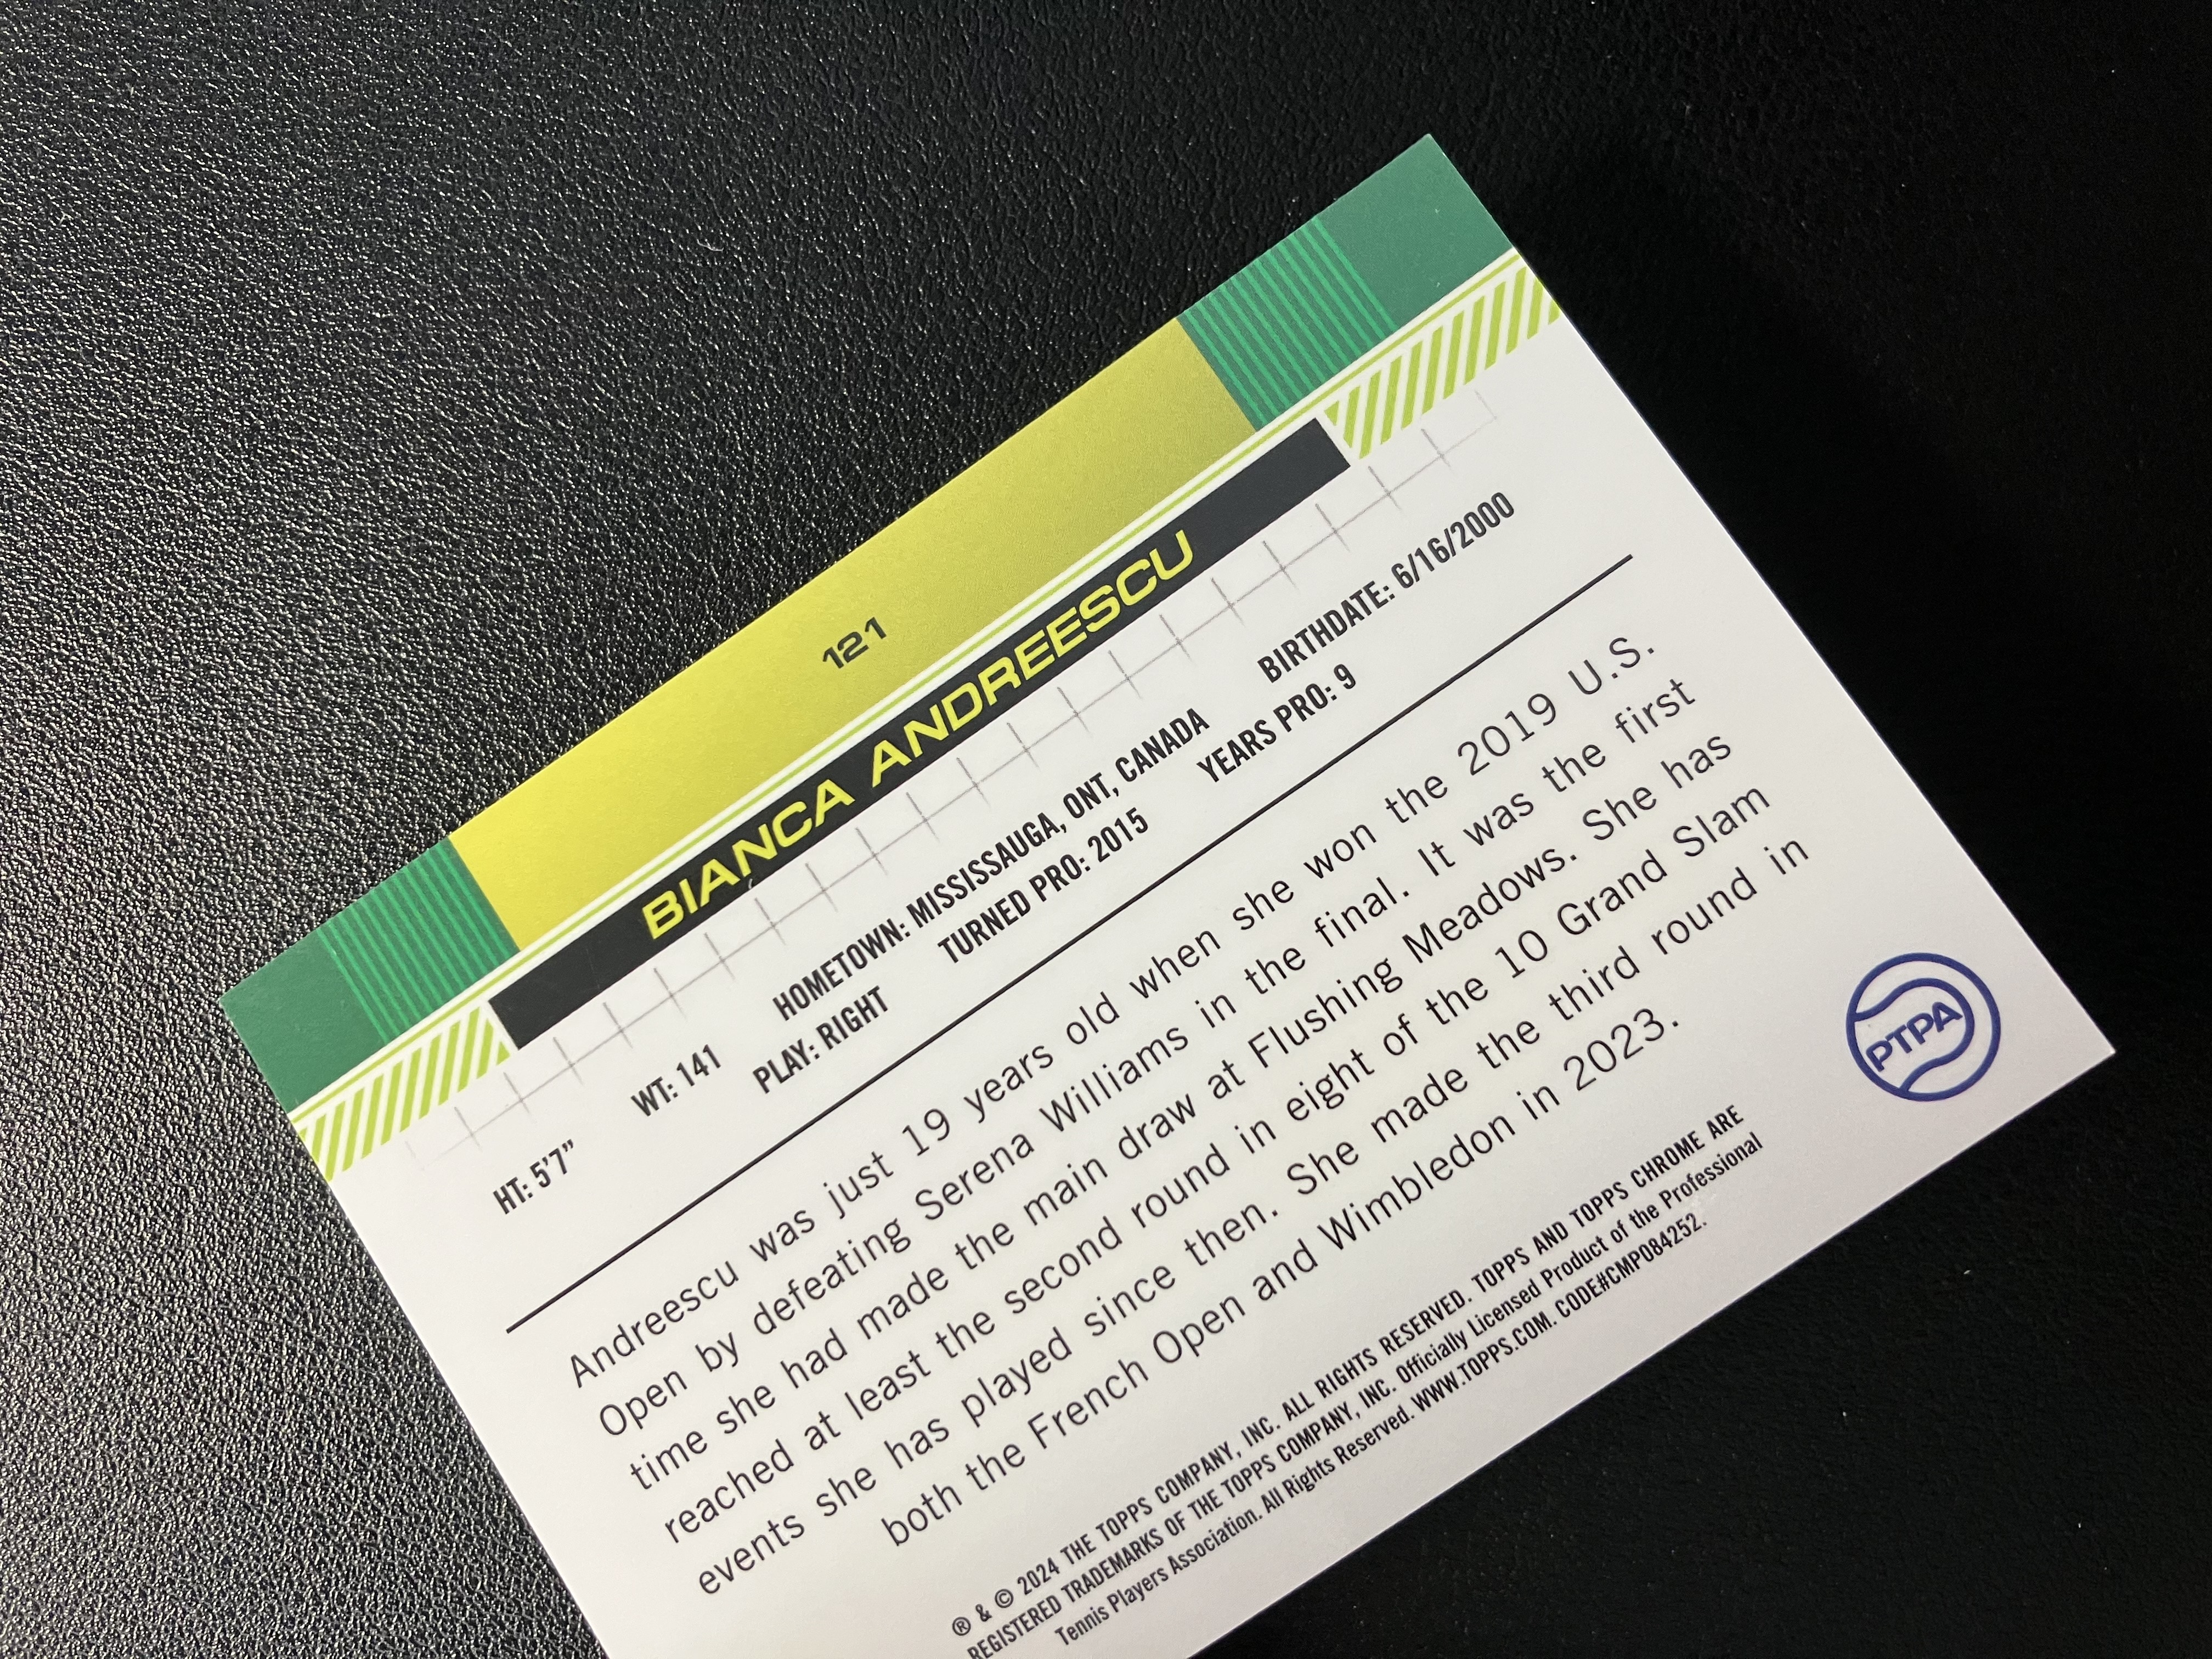 121
BIANCA ANDREESCU
HT: 5'7" WT: 141 HOMETOWN: MISSISSAUGA, ONT, CANADA BIRTHDATE: 6/16/2000
PLAY: RIGHT TURNED PRO: 2015 YEARS PRO: 9
Andreescu was just 19 years old when she won the 2019 U.S.
Open by defeating Serena Williams in the final. It was the first
time she had made the main draw at Flushing Meadows. She has
reached at least the second round in eight of the 10 Grand Slam
events she has played since then. She made the third round in
both the French Open and Wimbledon in 2023.
PTPA
® & © 2024 THE TOPPS COMPANY, INC. ALL RIGHTS RESERVED. TOPPS AND TOPPS CHROME ARE
REGISTERED TRADEMARKS OF THE TOPPS COMPANY, INC. Officially Licensed Product of the Professional
Tennis Players Association. All Rights Reserved. WWW.TOPPS.COM. CODE#CMP084252.